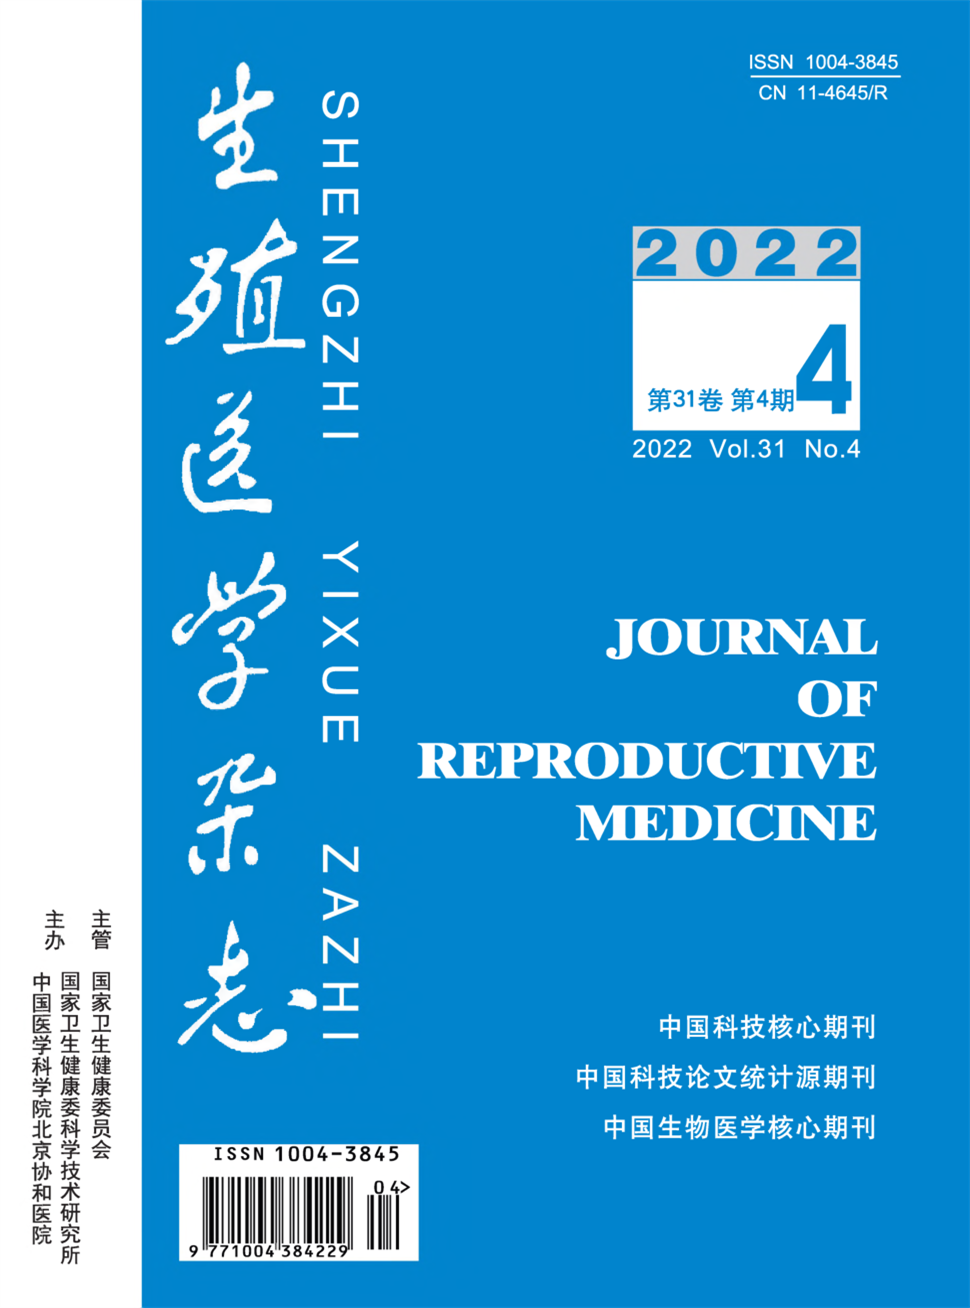 ISSN 1004-3845
CN 11-4645/R
生殖医学杂志
SHENGZHI YIXUE ZAZHI
2022
4
第31卷 第4期
2022 Vol.31 No.4
JOURNAL
OF
REPRODUCTIVE
MEDICINE
中国科技核心期刊
中国科技论文统计源期刊
中国生物医学核心期刊
主管 国家卫生健康委员会
主办 国家卫生健康委科学技术研究所
中国医学科学院北京协和医院
ISSN 1004-3845
04>
9 771004 384229